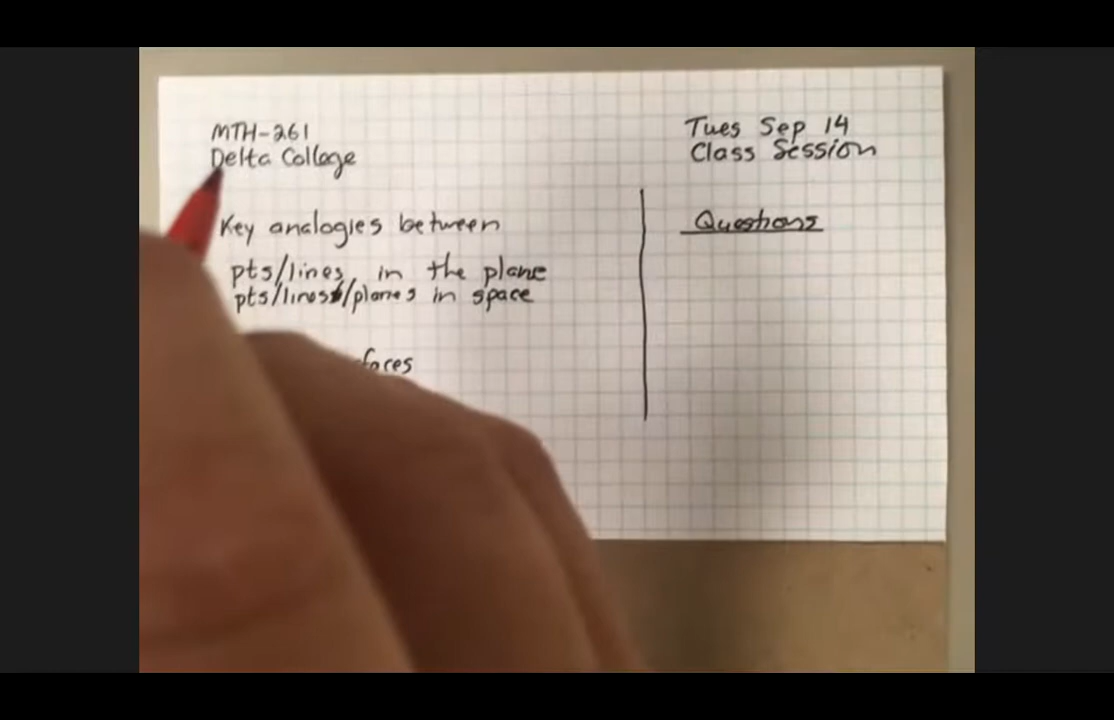 MTH-261
Delta College
Tues Sep 14
Class Session
Key analogies between
pts/lines in the plane
pts/lines/planes in space
Questions